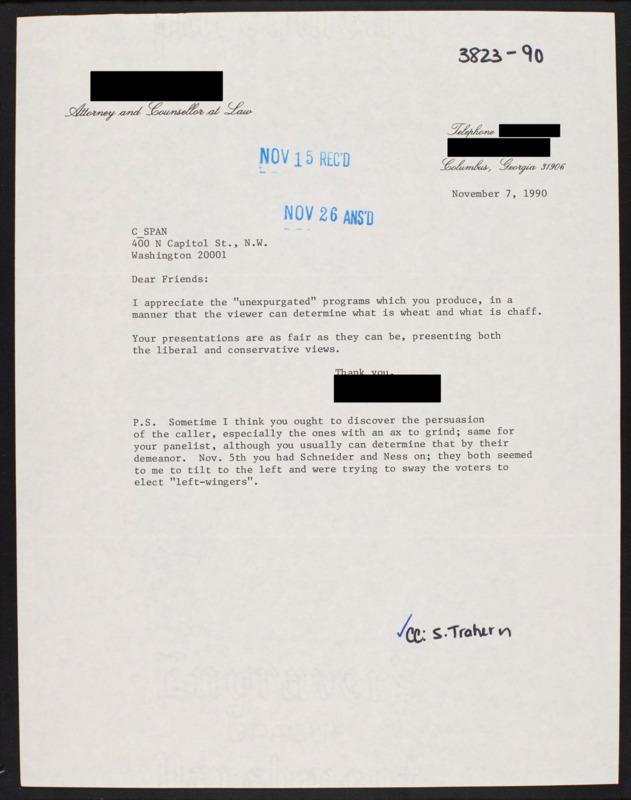 3823-90
Attorney and Counsellor at Law
Telephone
Columbus, Georgia 31906
NOV 15 REC'D
November 7, 1990
NOV 26 ANS'D
C SPAN
400 N Capitol St., N.W.
Washington 20001
Dear Friends:
I appreciate the "unexpurgated" programs which you produce, in a
manner that the viewer can determine what is wheat and what is chaff.
Your presentations are as fair as they can be, presenting both
the liberal and conservative views.
Thank you.
P.S. Sometime I think you ought to discover the persuasion
of the caller, especially the ones with an ax to grind; same for
your panelist, although you usually can determine that by their
demeanor. Nov. 5th you had Schneider and Ness on; they both seemed
to me to tilt to the left and were trying to sway the voters to
elect "left-wingers".
✓cc: S. Trahern